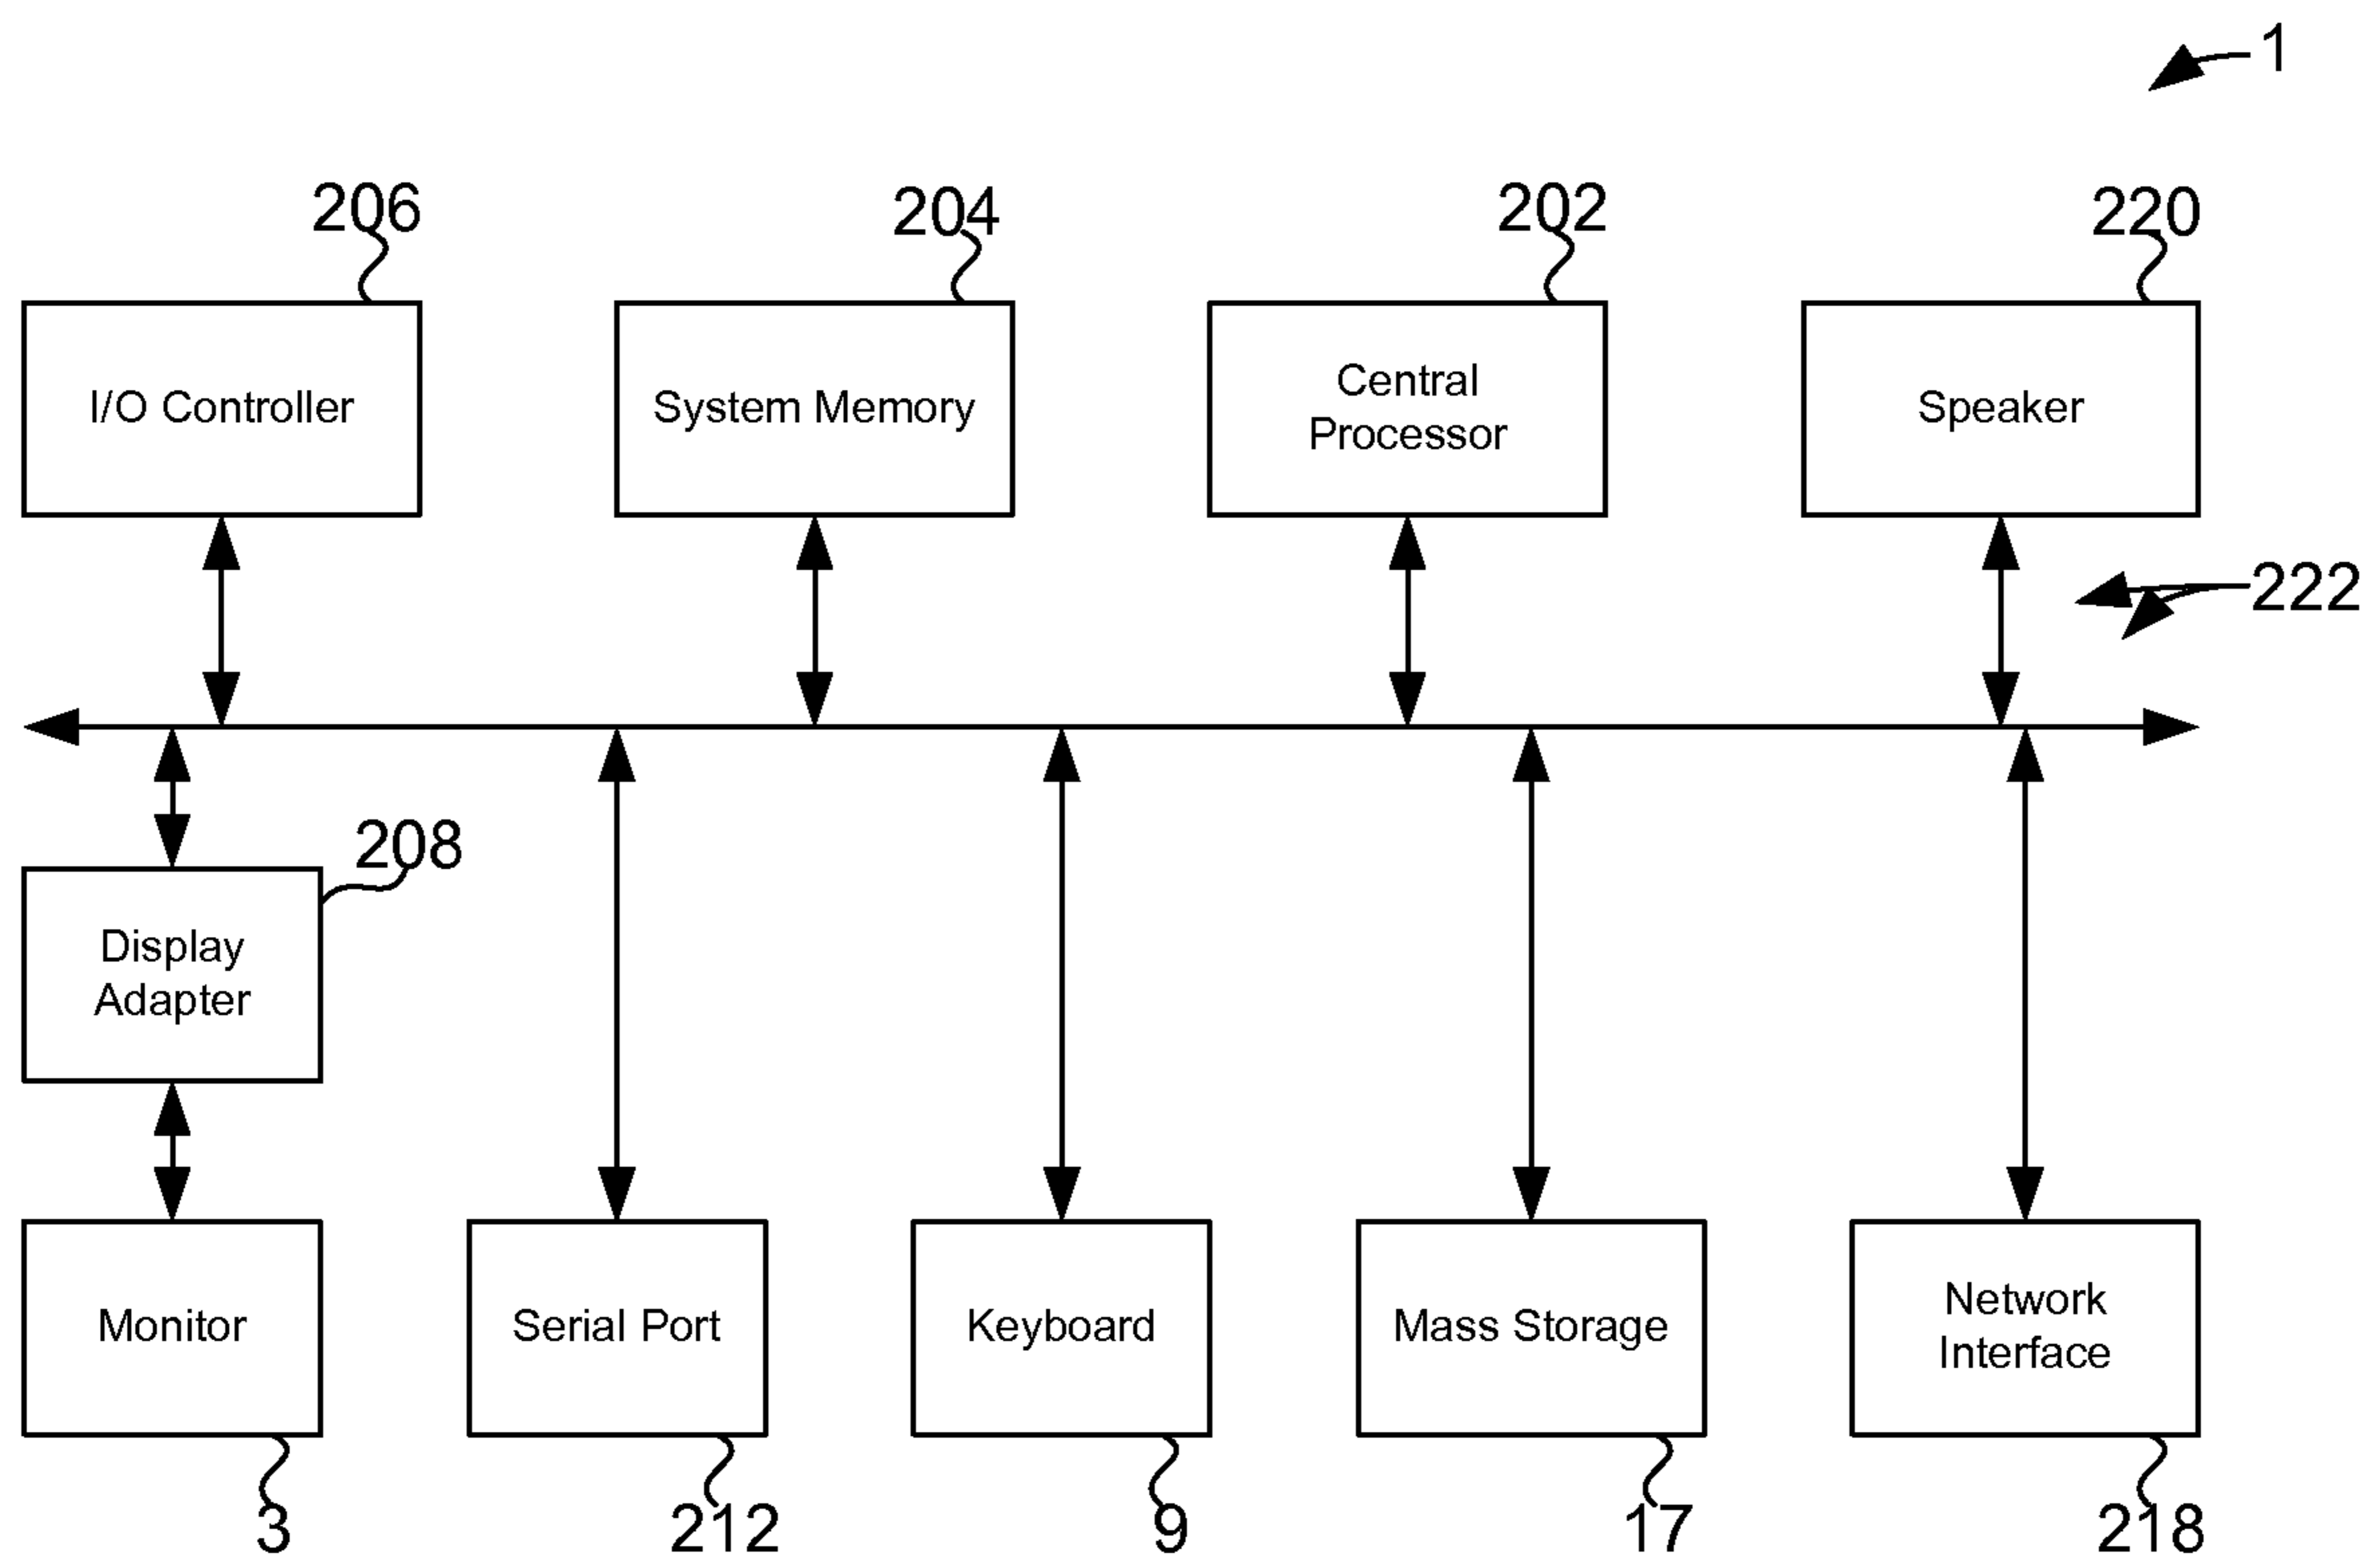 1
206
204
202
220
I/O Controller
System Memory
Central
Processor
Speaker
222
208
Display
Adapter
Monitor
Serial Port
Keyboard
Mass Storage
Network
Interface
3
212
9
17
218